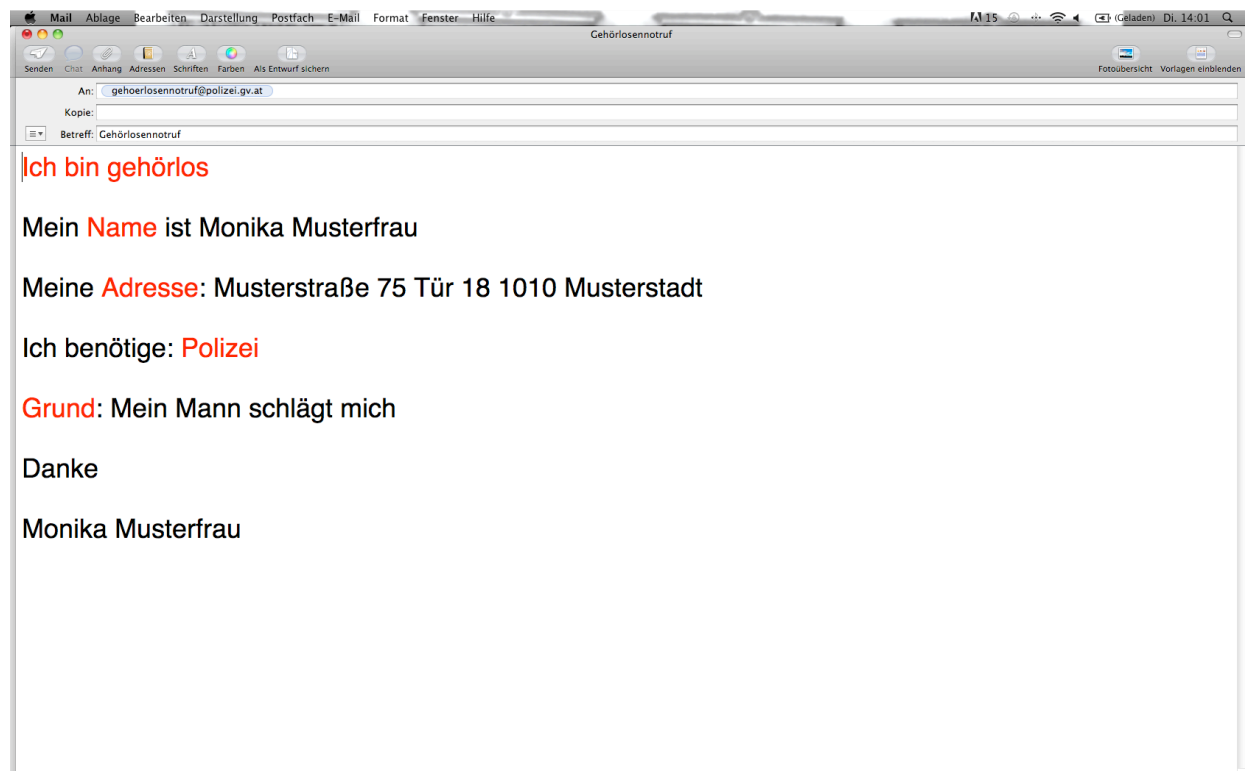 Mail Ablage Bearbeiten Darstellung Postfach E-Mail Format Fenster Hilfe 15 (Geladen) Di. 14:01
Gehörlosennotruf
Senden Chat Anhang Adressen Schriften Farben Als Entwurf sichern Fotoübersicht Vorlagen einblenden
An: gehoerlosennotruf@polizei.gv.at
Kopie:
Betreff: Gehörlosennotruf
Ich bin gehörlos
Mein Name ist Monika Musterfrau
Meine Adresse: Musterstraße 75 Tür 18 1010 Musterstadt
Ich benötige: Polizei
Grund: Mein Mann schlägt mich
Danke
Monika Musterfrau